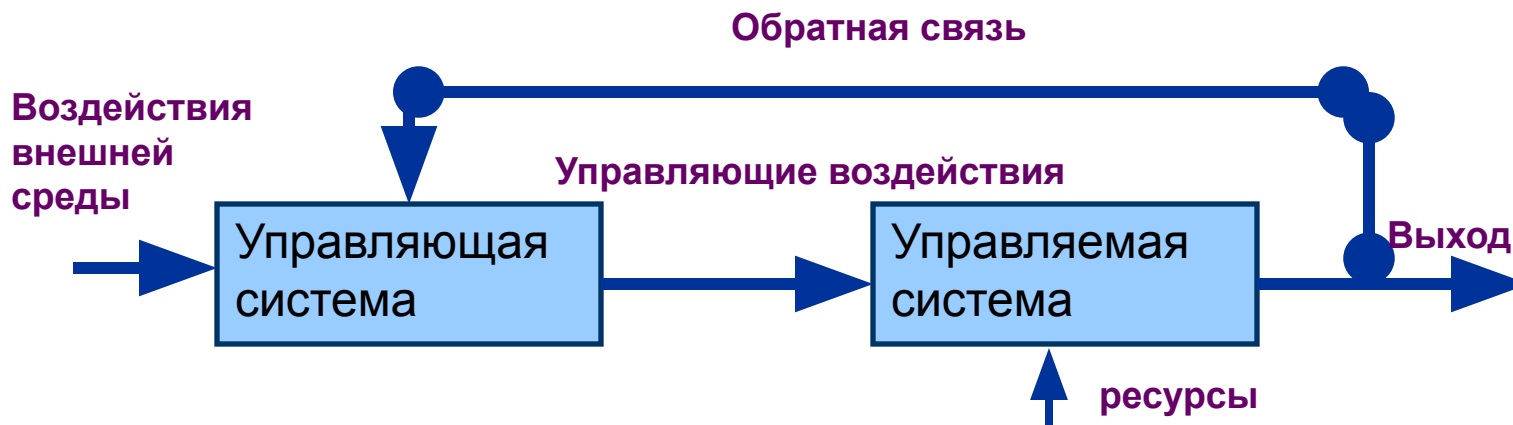 Обратная связь
Воздействия
внешней
среды
Управляющие воздействия
Управляющая
система
Управляемая
система
Выход
ресурсы